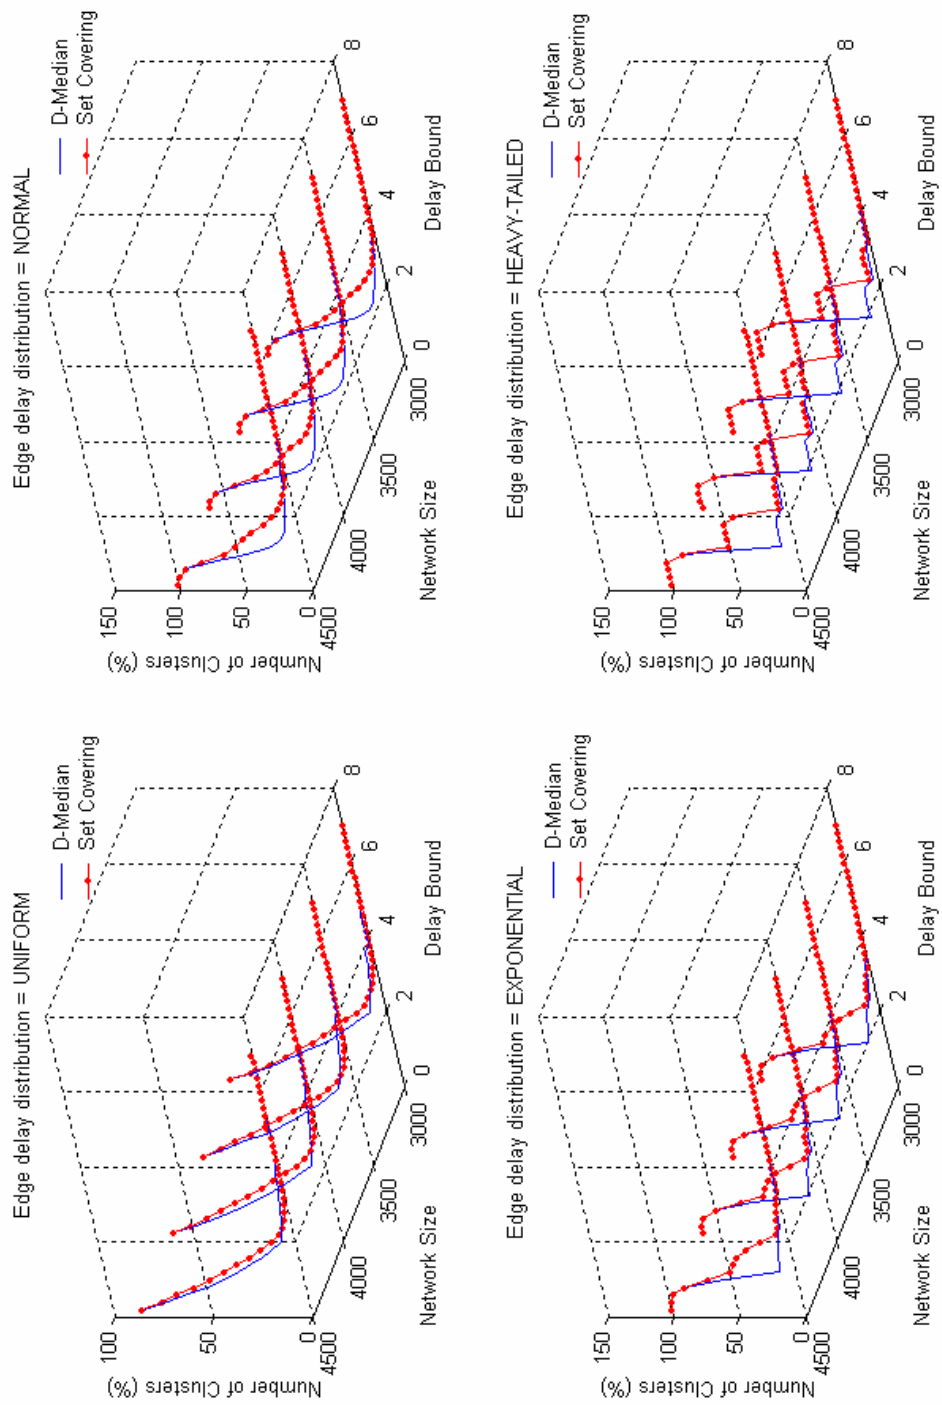 Edge delay distribution = UNIFORM
D-Median
Set Covering
Number of Clusters (%)
100
50
0
4500
4000
3500
3000
Network Size
0
2
4
6
8
Delay Bound
Edge delay distribution = NORMAL
D-Median
Set Covering
Number of Clusters (%)
150
100
50
0
4500
4000
3500
3000
Network Size
0
2
4
6
8
Delay Bound
Edge delay distribution = EXPONENTIAL
D-Median
Set Covering
Number of Clusters (%)
150
100
50
0
4500
4000
3500
3000
Network Size
0
2
4
6
8
Delay Bound
Edge delay distribution = HEAVY-TAILED
D-Median
Set Covering
Number of Clusters (%)
150
100
50
0
4500
4000
3500
3000
Network Size
0
2
4
6
8
Delay Bound